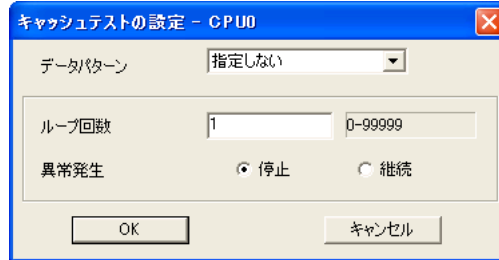 キャッシュテストの設定 - CPU0
データパターン 指定しない
ループ回数 1 0-99999
異常発生 停止 継続
OK キャンセル